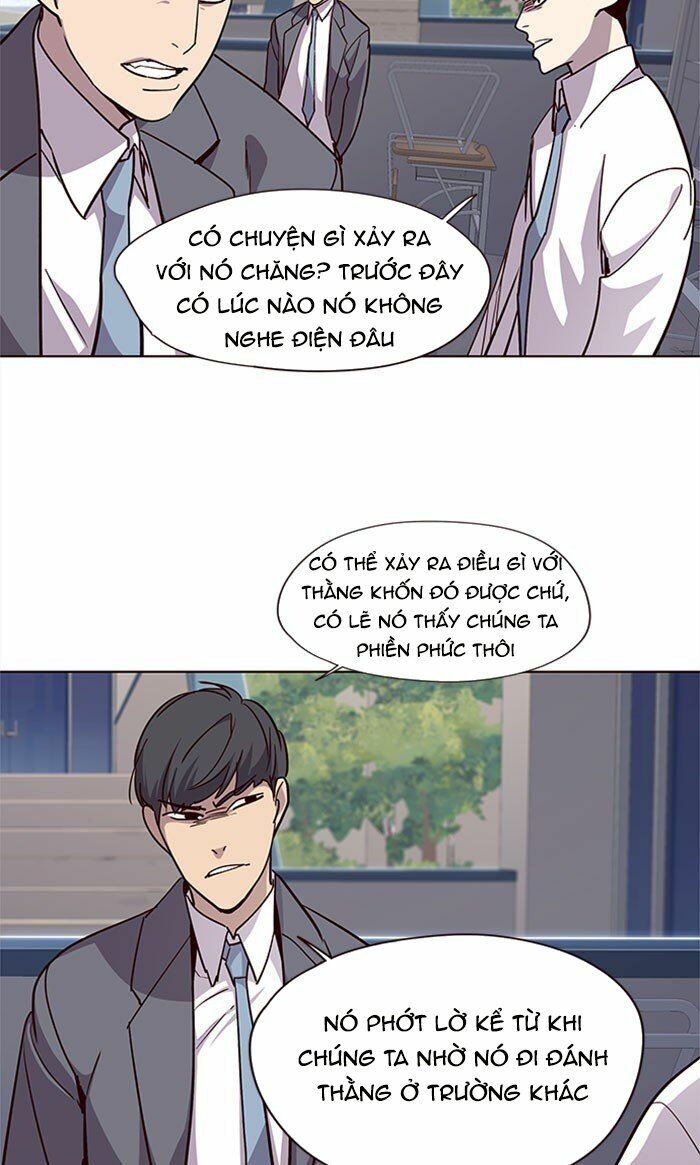 CÓ CHUYỆN GÌ XẢY RA
VỚI NÓ CHĂNG? TRƯỚC ĐÂY
CÓ LÚC NÀO NÓ KHÔNG
NGHE ĐIỆN ĐÂU
CÓ THỂ XẢY RA ĐIỀU GÌ VỚI
THẰNG KHỐN ĐÓ ĐƯỢC CHỨ,
CÓ LẼ NÓ THẤY CHÚNG TA
PHIỀN PHỨC THÔI
NÓ PHỚT LỜ KỂ TỪ KHI
CHÚNG TA NHỜ NÓ ĐI ĐÁNH
THẰNG Ở TRƯỜNG KHÁC